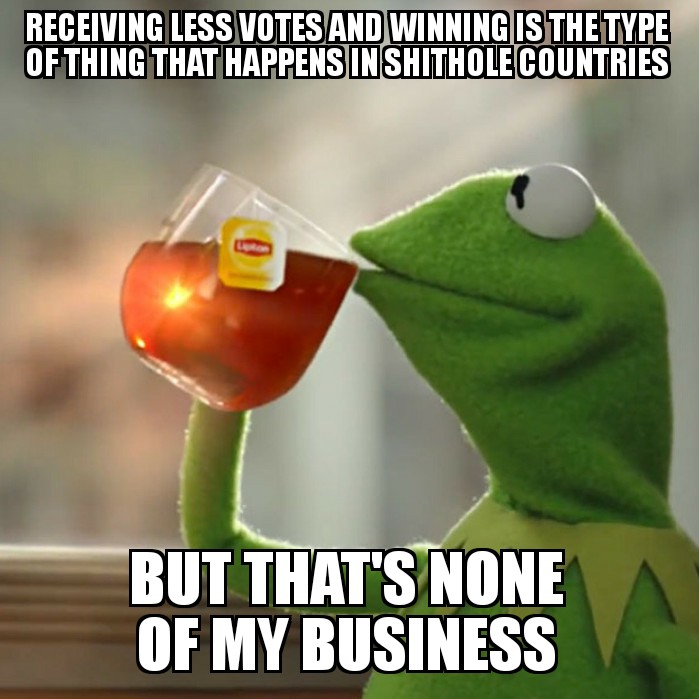 RECEIVING LESS VOTES AND WINNING IS THE TYPE
OF THING THAT HAPPENS IN SHITHOLE COUNTRIES
Lipton
BUT THAT'S NONE
OF MY BUSINESS